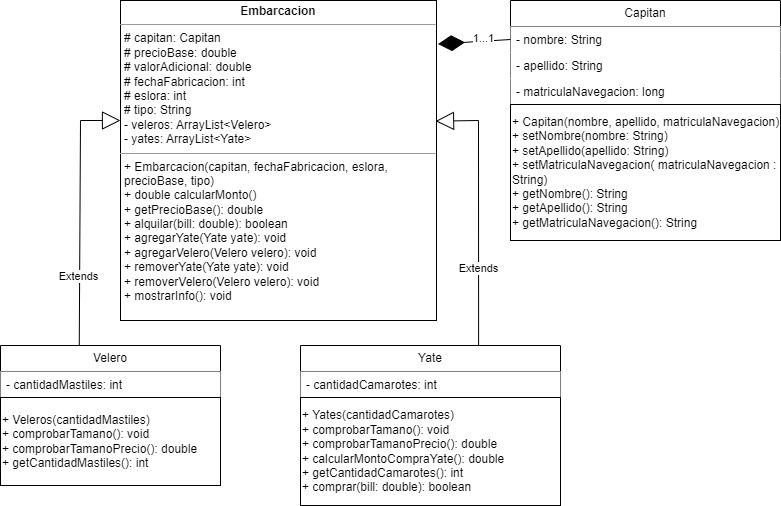 Embarcacion
# capitan: Capitan
# precioBase: double
# valorAdicional: double
# fechaFabricacion: int
# eslora: int
# tipo: String
- veleros: ArrayList<Velero>
- yates: ArrayList<Yate>
+ Embarcacion(capitan, fechaFabricacion, eslora,
precioBase, tipo)
+ double calcularMonto()
+ getPrecioBase(): double
+ alquilar(bill: double): boolean
+ agregarYate(Yate yate): void
+ agregarVelero(Velero velero): void
+ removerYate(Yate yate): void
+ removerVelero(Velero velero): void
+ mostrarInfo(): void
1...1
Capitan
- nombre: String
- apellido: String
- matriculaNavegacion: long
+ Capitan(nombre, apellido, matriculaNavegacion)
+ setNombre(nombre: String)
+ setApellido(apellido: String)
+ setMatriculaNavegacion( matriculaNavegacion :
String)
+ getNombre(): String
+ getApellido(): String
+ getMatriculaNavegacion(): String
Extends
Extends
Velero
- cantidadMastiles: int
+ Veleros(cantidadMastiles)
+ comprobarTamano(): void
+ comprobarTamanoPrecio(): double
+ getCantidadMastiles(): int
Yate
- cantidadCamarotes: int
+ Yates(cantidadCamarotes)
+ comprobarTamano(): void
+ comprobarTamanoPrecio(): double
+ calcularMontoCompraYate(): double
+ getCantidadCamarotes(): int
+ comprar(bill: double): boolean